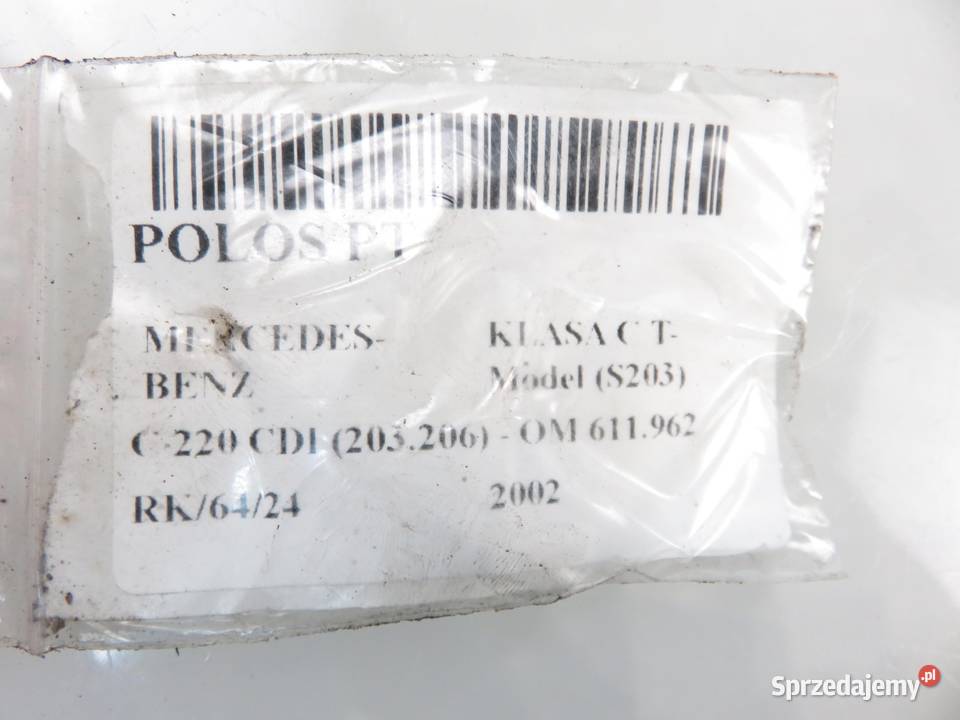 POLOS PT
MERCEDES-BENZ KLASA C T-Model (S203)
C-220 CDI (203.206) - OM 611.962
RK/64/24 2002
Sprzedajemy.pl